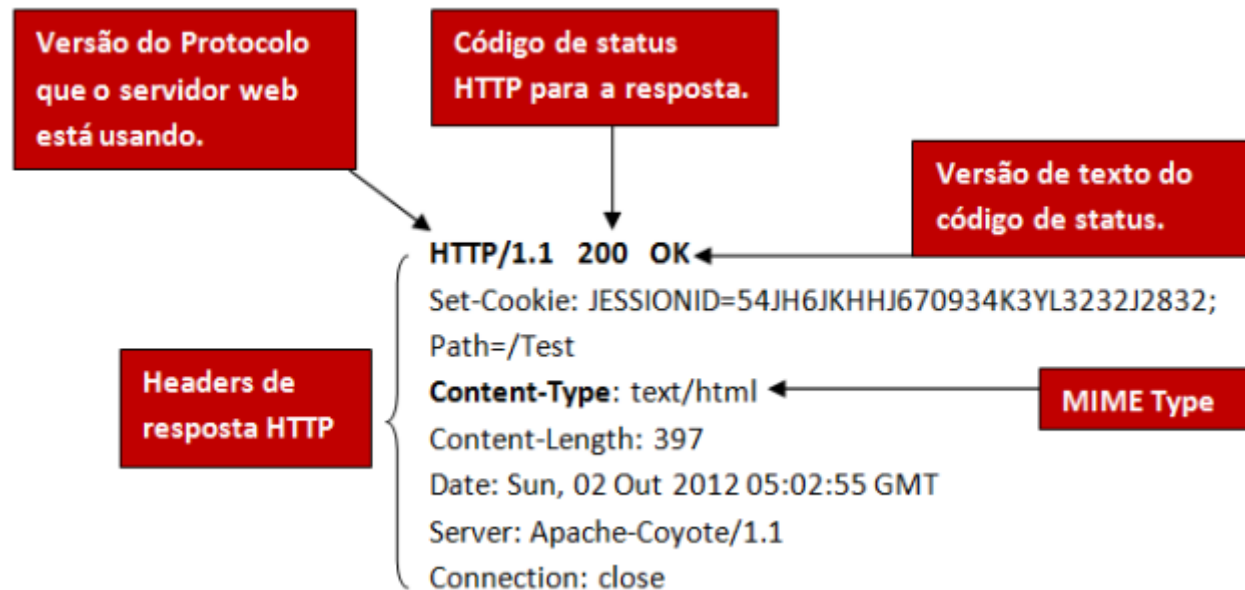 Versão do Protocolo
que o servidor web
está usando.
Código de status
HTTP para a resposta.
Versão de texto do
código de status.
HTTP/1.1 200 OK
Set-Cookie: JESSIONID=54JH6JKHHJ670934K3YL3232J2832;
Path=/Test
Headers de
resposta HTTP
Content-Type: text/html
MIME Type
Content-Length: 397
Date: Sun, 02 Out 2012 05:02:55 GMT
Server: Apache-Coyote/1.1
Connection: close